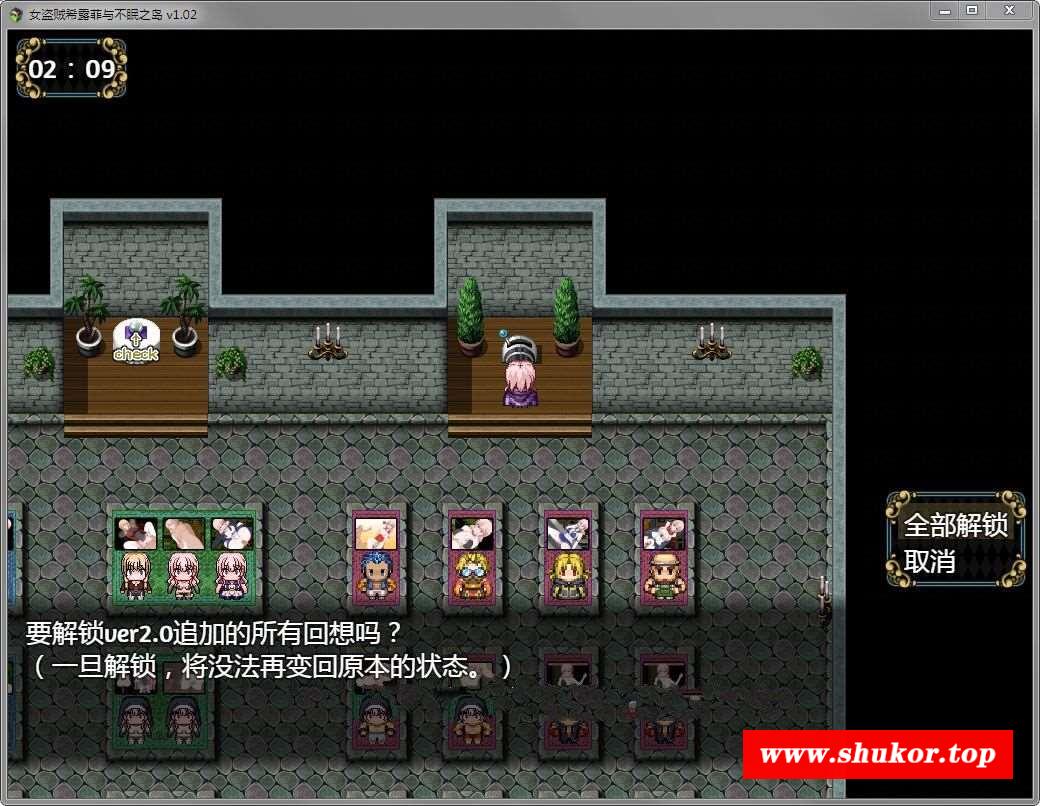 女盗贼希露菲与不眠之岛 v1.02
02 : 09
check
全部解锁
取消
要解锁ver2.0追加的所有回想吗？
（一旦解锁，将没法再变回原本的状态。）
www.shukor.top